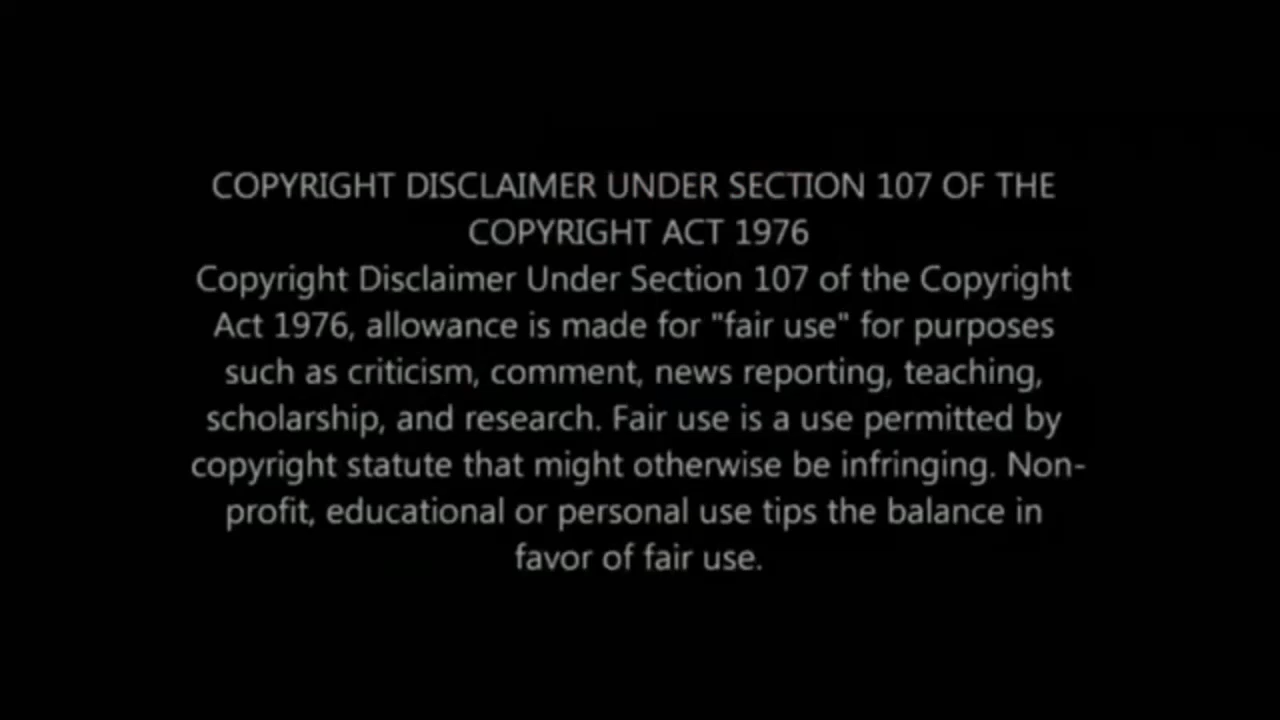 COPYRIGHT DISCLAIMER UNDER SECTION 107 OF THE
COPYRIGHT ACT 1976
Copyright Disclaimer Under Section 107 of the Copyright
Act 1976, allowance is made for "fair use" for purposes
such as criticism, comment, news reporting, teaching,
scholarship, and research. Fair use is a use permitted by
copyright statute that might otherwise be infringing. Non-
profit, educational or personal use tips the balance in
favor of fair use.